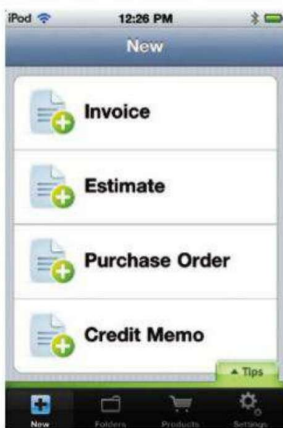 iPod 12:26 PM
New
Invoice
Estimate
Purchase Order
Credit Memo
Tips
New Folders Products Settings